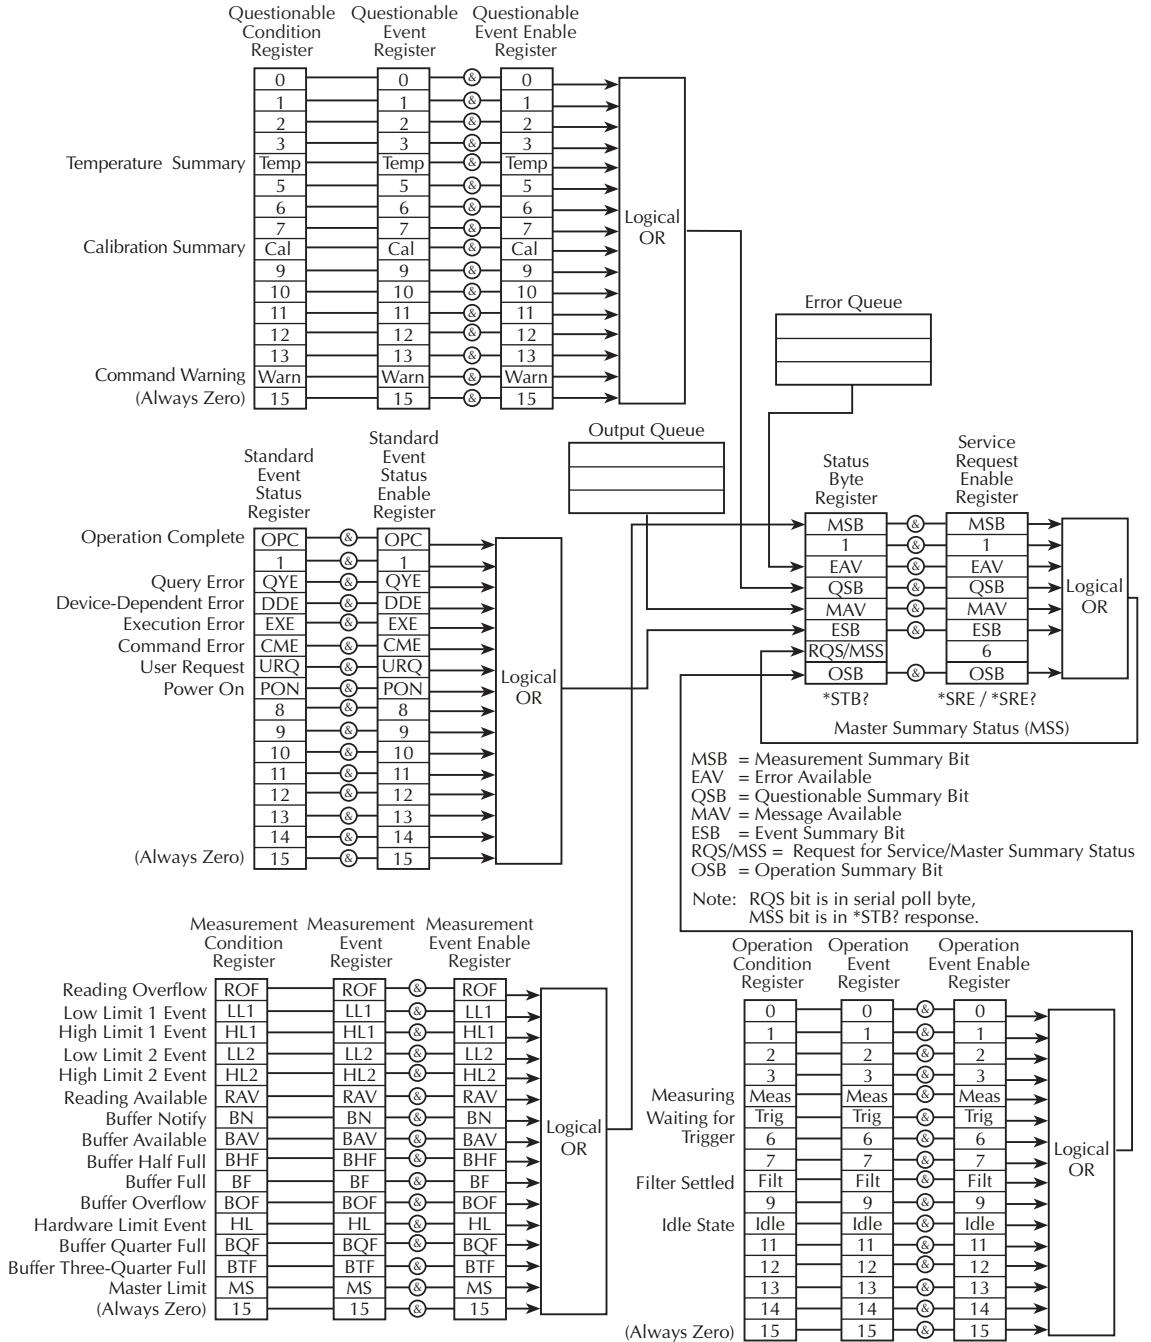 Questionable Condition Register
Questionable Event Register
Questionable Event Enable Register
0 0 & 0
1 1 & 1
2 2 & 2
3 3 & 3
Temperature Summary Temp Temp & Temp
5 5 & 5
6 6 & 6
7 7 & 7
Calibration Summary Cal Cal & Cal
9 9 & 9
10 10 & 10
11 11 & 11
12 12 & 12
13 13 & 13
Command Warning Warn Warn & Warn
(Always Zero) 15 15 & 15
Logical
OR
Error Queue
Output Queue
Standard
Event
Status
Register
Standard
Event
Status
Enable
Register
Operation Complete OPC & OPC
1 & 1
Query Error QYE & QYE
Device-Dependent Error DDE & DDE
Execution Error EXE & EXE
Command Error CME & CME
User Request URQ & URQ
Power On PON & PON
8 & 8
9 & 9
10 & 10
11 & 11
12 & 12
13 & 13
14 & 14
(Always Zero) 15 & 15
Logical
OR
Status
Byte
Register
Service
Request
Enable
Register
MSB & MSB
1 & 1
EAV & EAV
QSB & QSB
MAV & MAV
ESB & ESB
RQS/MSS 6
OSB & OSB
Logical
OR
*STB? *SRE / *SRE?
Master Summary Status (MSS)
MSB = Measurement Summary Bit
EAV = Error Available
QSB = Questionable Summary Bit
MAV = Message Available
ESB = Event Summary Bit
RQS/MSS = Request for Service/Master Summary Status
OSB = Operation Summary Bit
Note: RQS bit is in serial poll byte,
MSS bit is in *STB? response.
Measurement Condition Register
Measurement Event Register
Measurement Event Enable Register
Reading Overflow ROF ROF & ROF
Low Limit 1 Event LL1 LL1 & LL1
High Limit 1 Event HL1 HL1 & HL1
Low Limit 2 Event LL2 LL2 & LL2
High Limit 2 Event HL2 HL2 & HL2
Reading Available RAV RAV & RAV
Buffer Notify BN BN & BN
Buffer Available BAV BAV & BAV
Buffer Half Full BHF BHF & BHF
Buffer Full BF BF & BF
Buffer Overflow BOF BOF & BOF
Hardware Limit Event HL HL & HL
Buffer Quarter Full BQF BQF & BQF
Buffer Three-Quarter Full BTF BTF & BTF
Master Limit MS MS & MS
(Always Zero) 15 15 & 15
Logical
OR
Operation Condition Register
Operation Event Register
Operation Event Enable Register
0 0 & 0
1 1 & 1
2 2 & 2
3 3 & 3
Measuring Meas Meas & Meas
Waiting for Trigger Trig Trig & Trig
6 6 & 6
7 7 & 7
Filter Settled Filt Filt & Filt
9 9 & 9
Idle State Idle Idle & Idle
11 11 & 11
12 12 & 12
13 13 & 13
14 14 & 14
(Always Zero) 15 15 & 15
Logical
OR